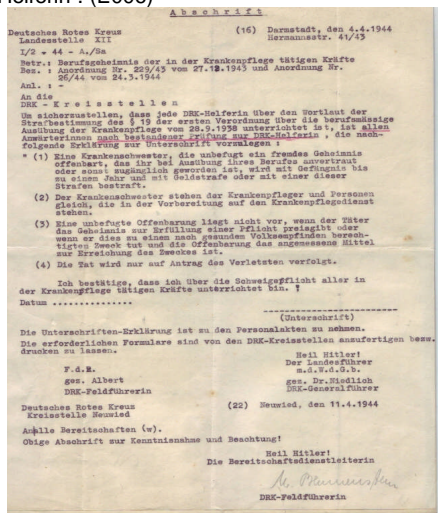 Helferin". (E006)
Abschrift
Deutsches Rotes Kreuz (16) Darmstadt, den 4.4.1944
Landesstelle XII Hermannstr. 41/43
I/2 + 44 - A./Sa
Betr.: Berufsgeheimnis der in der Krankenpflege tätigen Kräfte
Bez. : Anordnung Nr. 229/43 vom 27.12.1943 und Anordnung Nr.
26/44 vom 24.3.1944
Anl. : -
An die
DRK - Kreisstellen
Um sicherzustellen, dass jede DRK-Helferin über den Wortlaut der
Strafbestimmung des § 19 der ersten Verordnung über die berufsmässige
Ausübung der Krankenpflege vom 28.9.1938 unterrichtet ist, ist allen
Anwärterinnen nach bestandener Prüfung zur DRK-Helferin, die nach-
folgende Erklärung zur Unterschrift vorzulegen :
" (1) Eine Krankenschwester, die unbefugt ein fremdes Geheimnis
offenbart, das ihr bei Ausübung ihres Berufes anvertraut
oder sonst zugänglich geworden ist, wird mit Gefängnis bis
zu einem Jahr und mit Geldstrafe oder mit einer dieser
Strafen bestraft.
(2) Der Krankenschwester stehen der Krankenpfleger und Personen
gleich, die in der Vorbereitung auf den Krankenpflegedienst
stehen.
(3) Eine unbefugte Offenbarung liegt nicht vor, wenn der Täter
das Geheimnis zur Erfüllung einer Pflicht preisgibt oder
wenn er dies zu einem nach gesundem Volksempfinden berech-
tigten Zweck tut und die Offenbarung das angemessene Mittel
zur Erreichung des Zweckes ist.
(4) Die Tat wird nur auf Antrag des Verletzten verfolgt.
Ich bestätige, dass ich über die Schweigepflicht aller in
der Krankenpflege tätigen Kräfte unterrichtet bin. "
Datum ..............
(Unterschrift)
Die Unterschriften-Erklärung ist zu den Personalakten zu nehmen.
Die erforderlichen Formulare sind von den DRK-Kreisstellen anzufertigen bezw.
drucken zu lassen.
Heil Hitler!
Der Landesführer
F.d.R. m.d.W.d.G.b.
gez. Albert gez. Dr.Niedlich
DRK-Feldführerin DRK-Generalführer
Deutsches Rotes Kreuz (22) Neuwied, den 11.4.1944
Kreisstelle Neuwied
An alle Bereitschaften (w).
Obige Abschrift zur Kenntnisnahme und Beachtung!
Heil Hitler!
Die Bereitschaftsdienstleiterin
DRK-Feldführerin